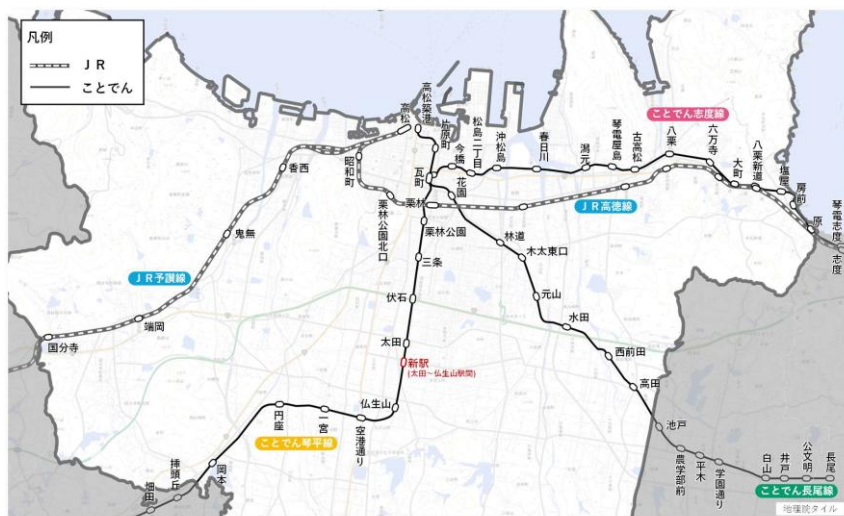 凡例
ＪＲ
ことでん
高松
高松築港
片原町
昭和町
香西
鬼無
端岡
国分寺
ＪＲ予讃線
栗林公園北口
栗林
瓦町
今橋
花園
松島二丁目
沖松島
春日川
潟元
琴電屋島
古高松
八栗
六万寺
大町
八栗新道
塩屋
房前
原
琴電志度
志度
ことでん志度線
ＪＲ高徳線
栗林公園
三条
伏石
太田
新駅
(太田～仏生山駅間)
仏生山
空港通り
一宮
円座
岡本
挿頭丘
畑田
ことでん琴平線
林道
木太東口
元山
水田
西前田
高田
池戸
農学部前
平木
学園通り
白山
井戸
公文明
長尾
ことでん長尾線
地理院タイル